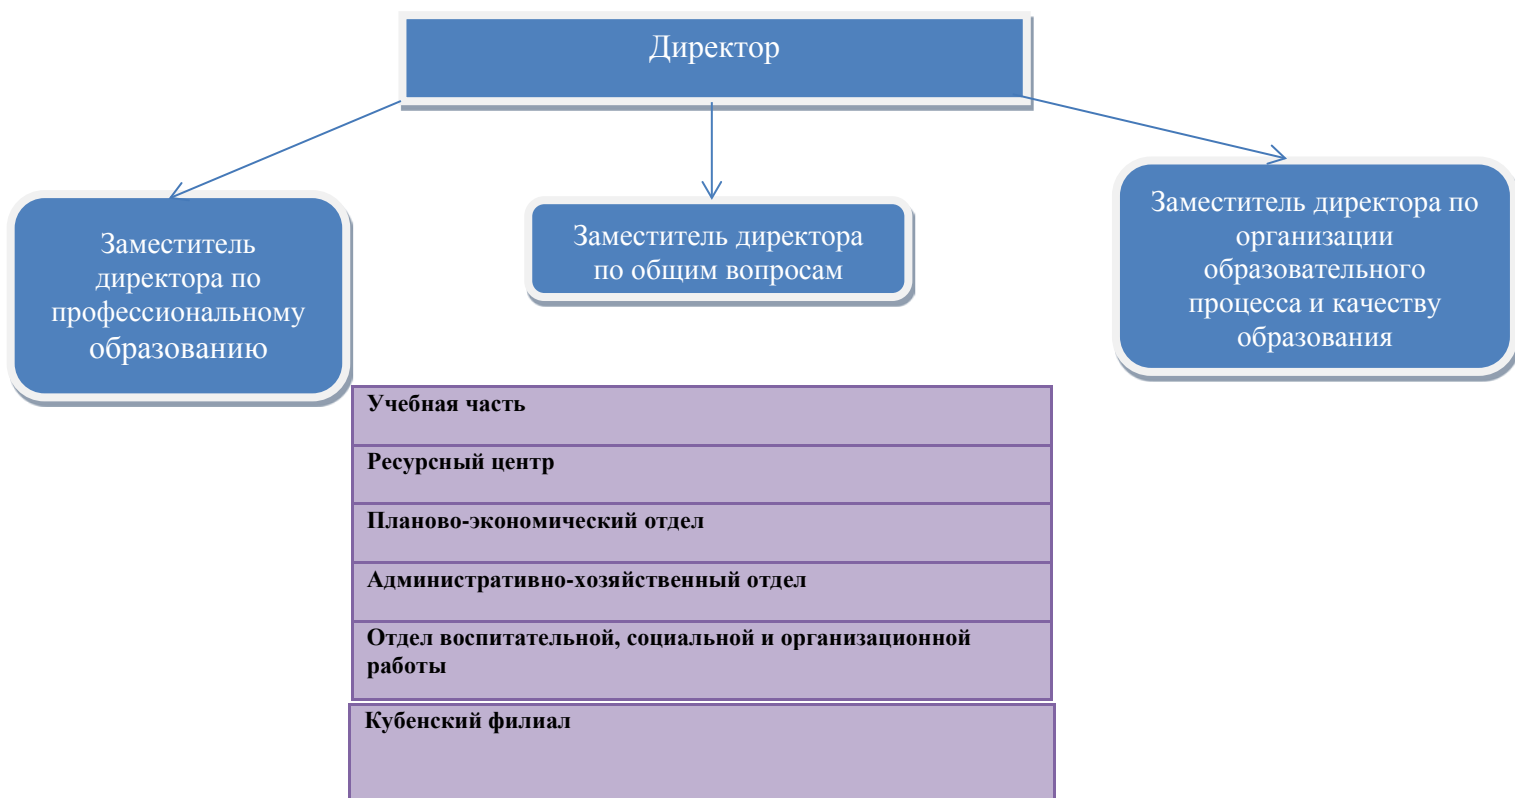 Директор
Заместитель
директора по
профессиональному
образованию
Заместитель директора
по общим вопросам
Заместитель директора по
организации
образовательного
процесса и качеству
образования
Учебная часть
Ресурсный центр
Планово-экономический отдел
Административно-хозяйственный отдел
Отдел воспитательной, социальной и организационной
работы
Кубенский филиал